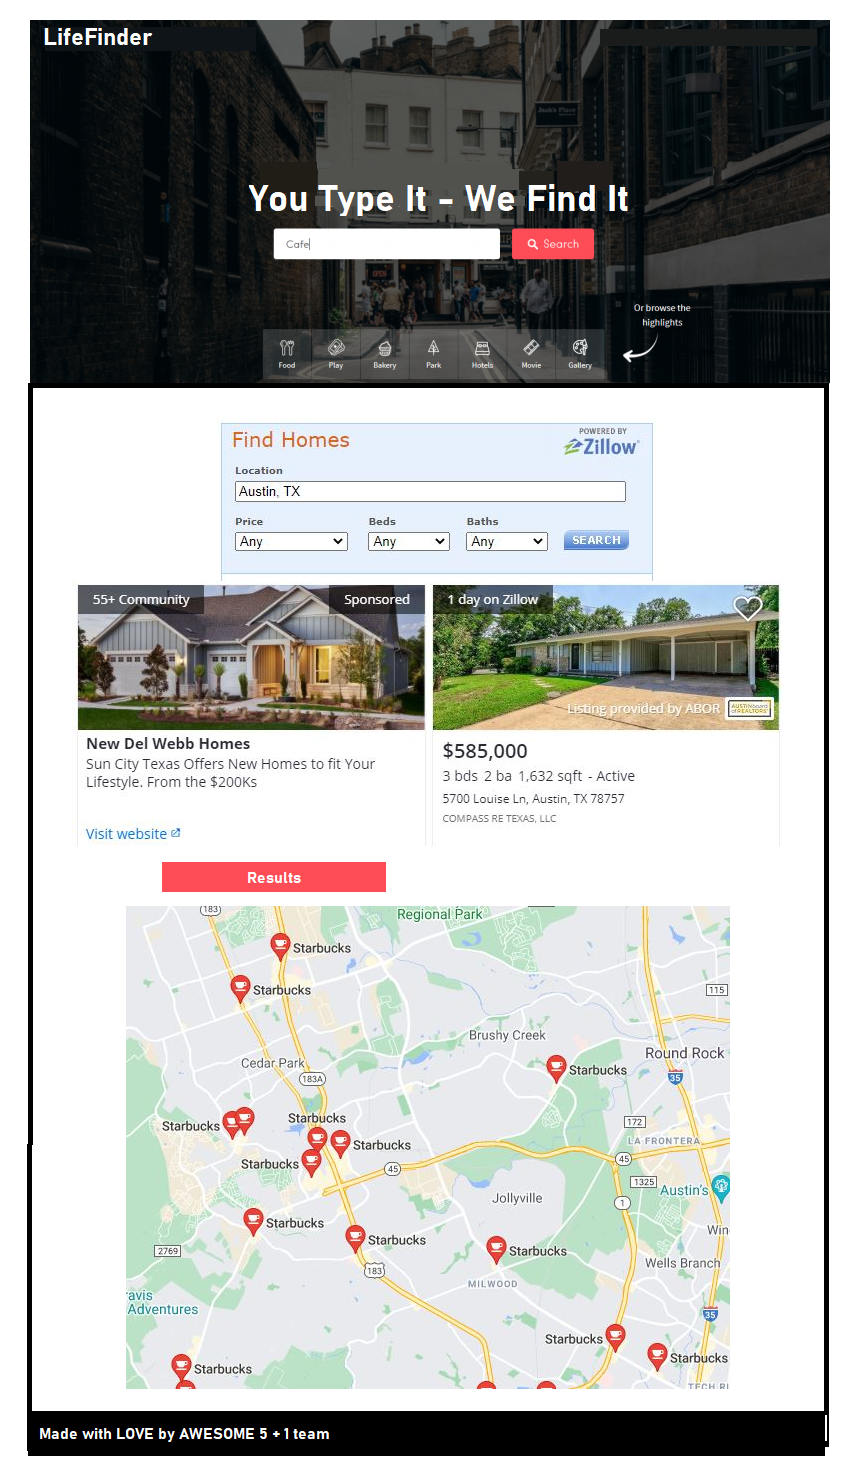 LifeFinder
Jack's Place
You Type It - We Find It
Cafe
Search
OPEN
Or browse the
highlights
Food Play Bakery Park Hotels Movie Gallery
Find Homes
POWERED BY
Zillow
Location
Austin, TX
Price Beds Baths
Any Any Any SEARCH
55+ Community Sponsored
1 day on Zillow
Listing provided by ABOR
New Del Webb Homes
Sun City Texas Offers New Homes to fit Your
Lifestyle. From the $200Ks
Visit website
$585,000
3 bds 2 ba 1,632 sqft - Active
5700 Louise Ln, Austin, TX 78757
COMPASS RE TEXAS, LLC
Results
183
Regional Park
Starbucks
Starbucks
115
Brushy Creek
Round Rock
Cedar Park
Starbucks
183A
35
Starbucks
Starbucks
172
Starbucks
LA FRONTERA
Starbucks
45
45
1325
Austin's
Jollyville
1
Starbucks
Win
Starbucks
Starbucks
2769
Wells Branch
183
MILWOOD
ravis
Adventures
35
Starbucks
Starbucks
Starbucks
TECH RI
Made with LOVE by AWESOME 5 + 1 team